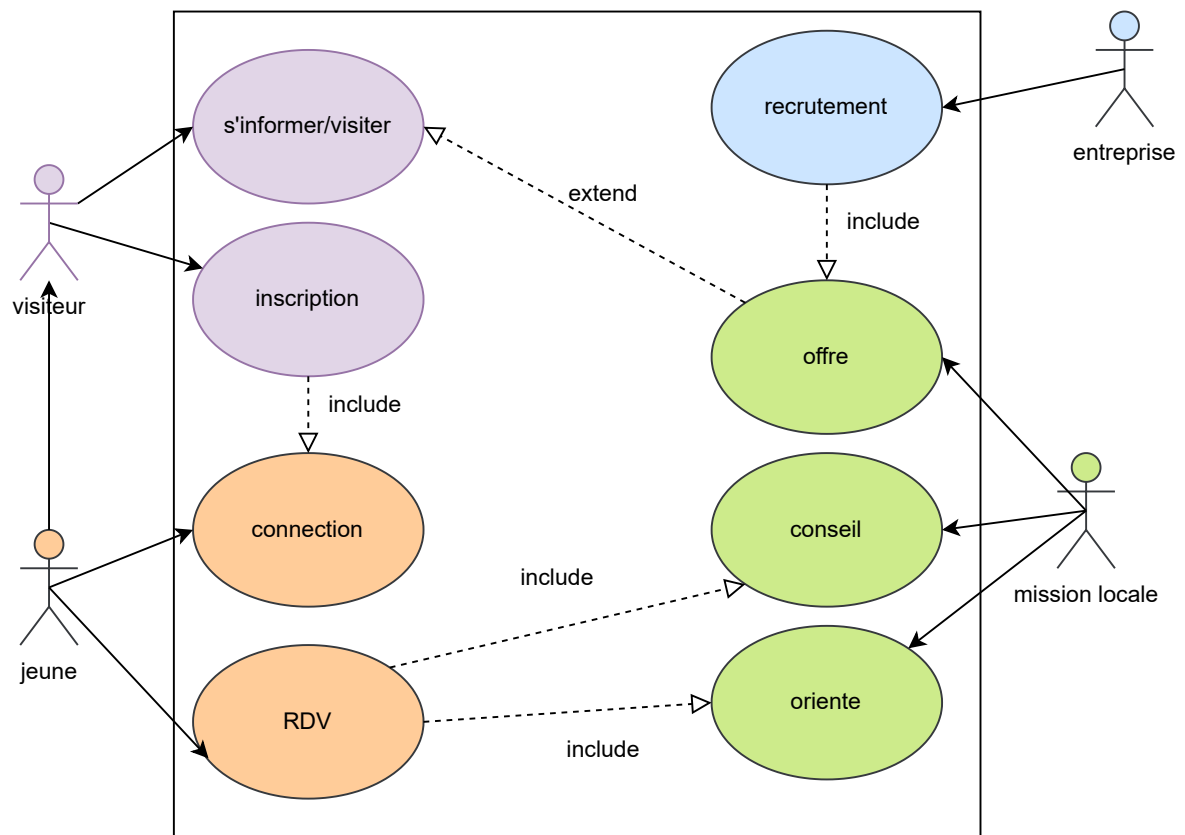 s'informer/visiter
recrutement
entreprise
extend
include
visiteur
inscription
offre
include
connection
conseil
include
mission locale
jeune
RDV
oriente
include